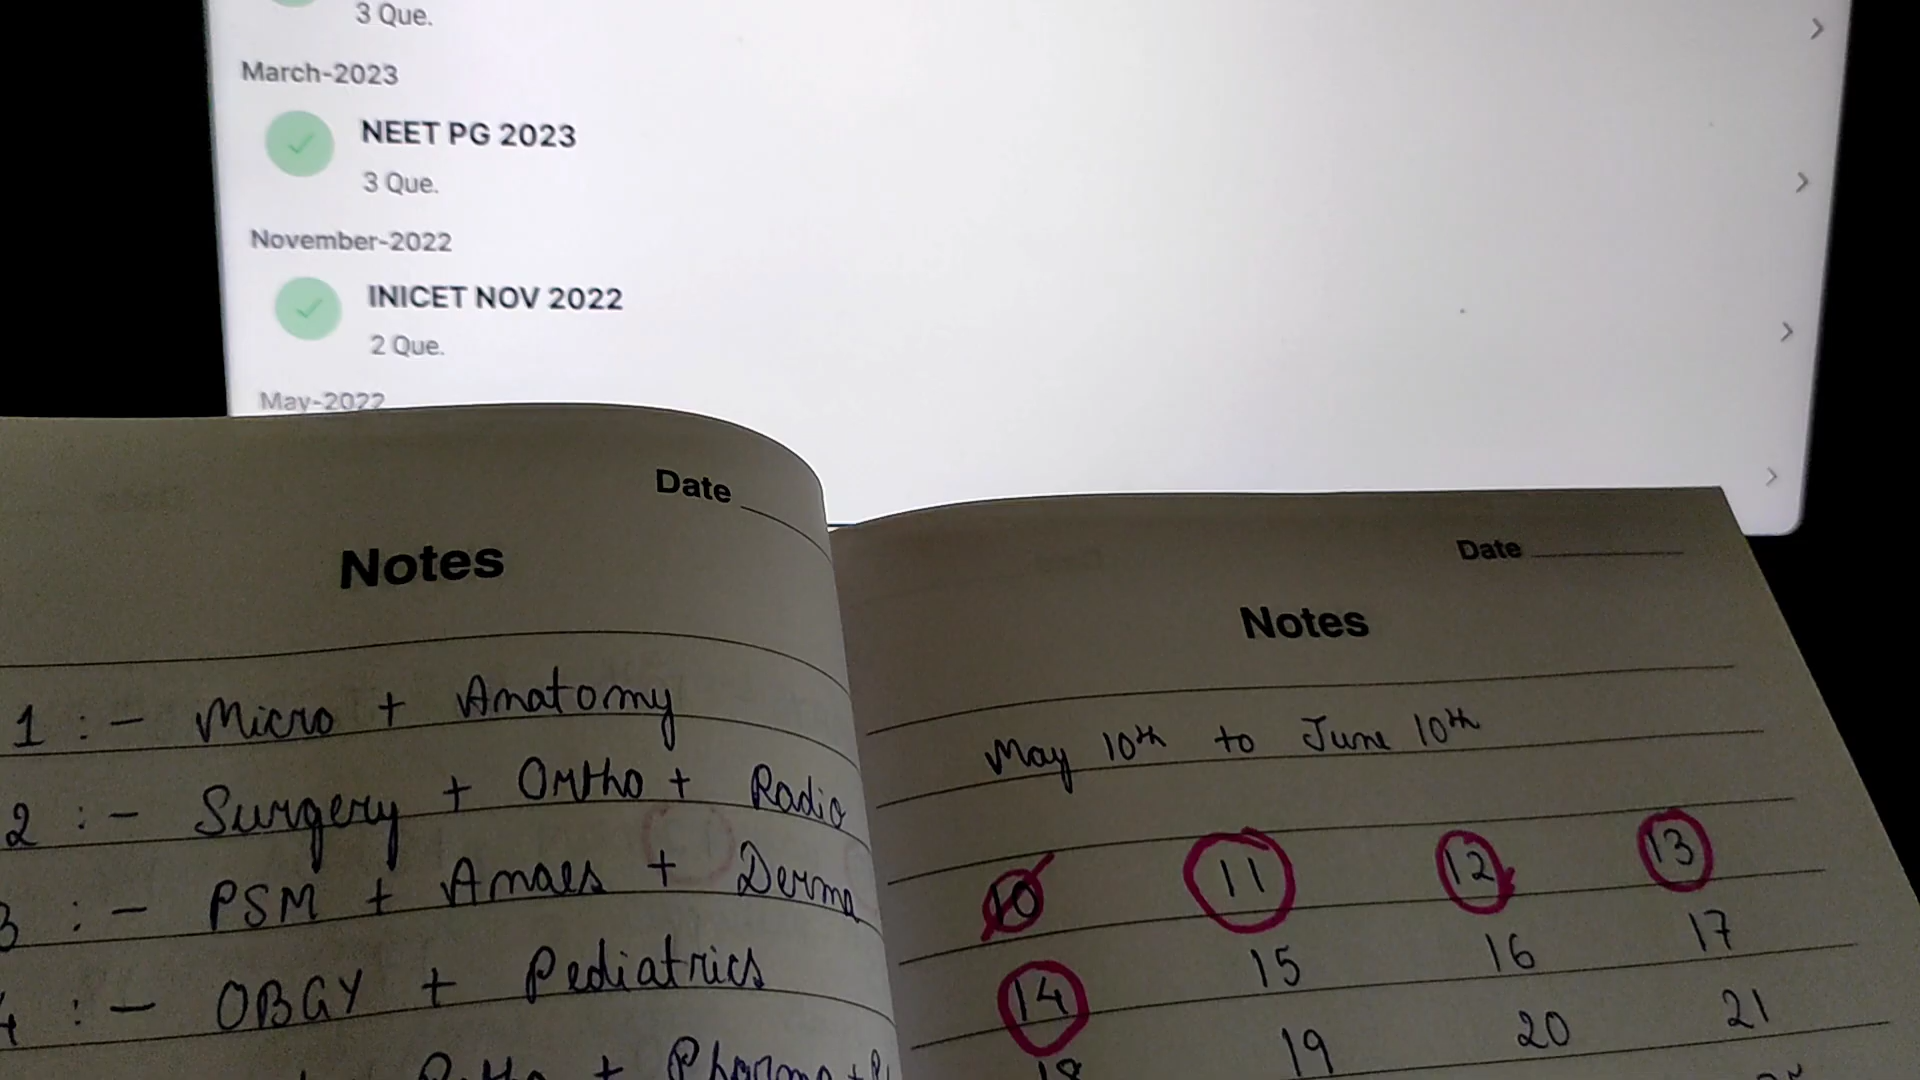 3 Que.
March-2023
NEET PG 2023
3 Que.
November-2022
INICET NOV 2022
2 Que.
May-2022
Date
Notes
1 :- Micro + Anatomy
2 :- Surgery + Ortho + Radio
3 :- PSM + Anaes + Derma
4 :- OBGY + Pediatrics
+ Pharma +
Date
Notes
May 10th to June 10th
10 11 12 13
14 15 16 17
18 19 20 21